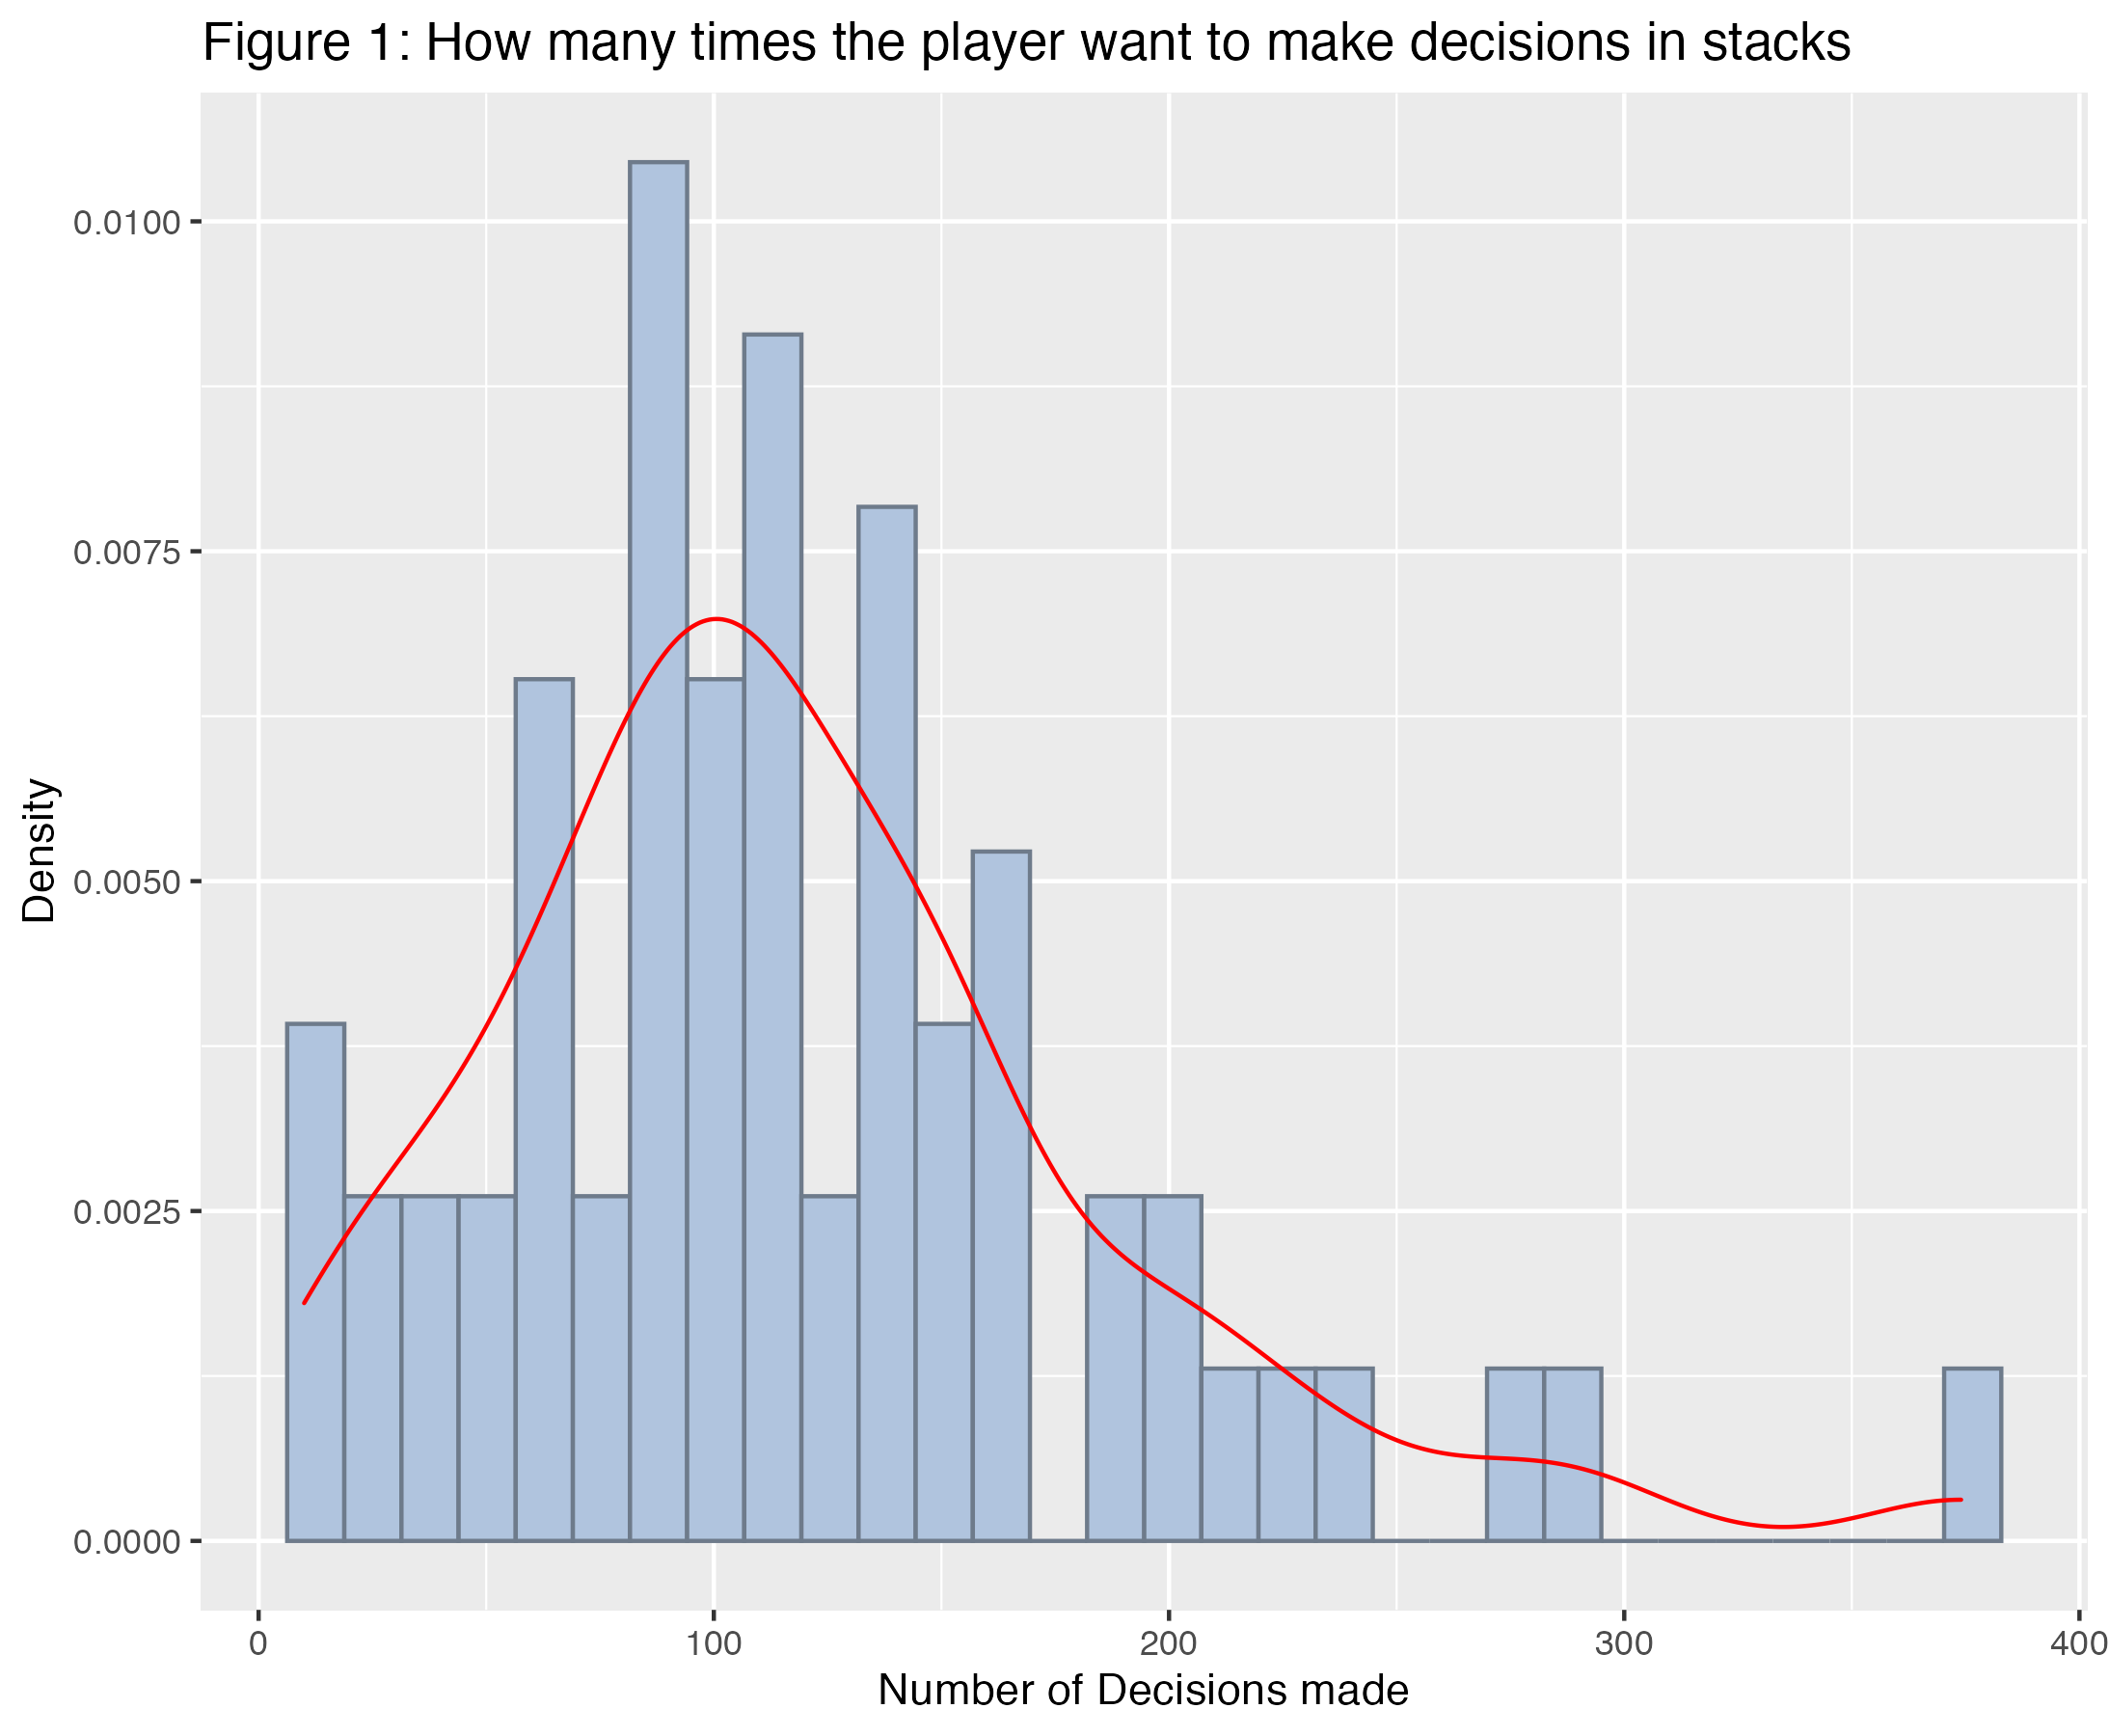 Figure 1: How many times the player want to make decisions in stacks
0.0100
0.0075
0.0050
0.0025
0.0000
Density
0 100 200 300 400
Number of Decisions made